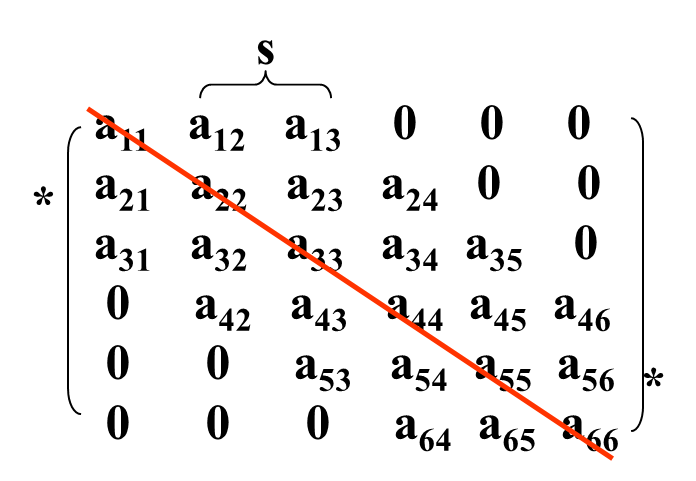 s
a₁₁ a₁₂ a₁₃ 0 0 0
* a₂₁ a₂₂ a₂₃ a₂₄ 0 0
a₃₁ a₃₂ a₃₃ a₃₄ a₃₅ 0
0 a₄₂ a₄₃ a₄₄ a₄₅ a₄₆
0 0 a₅₃ a₅₄ a₅₅ a₅₆ *
0 0 0 a₆₄ a₆₅ a₆₆